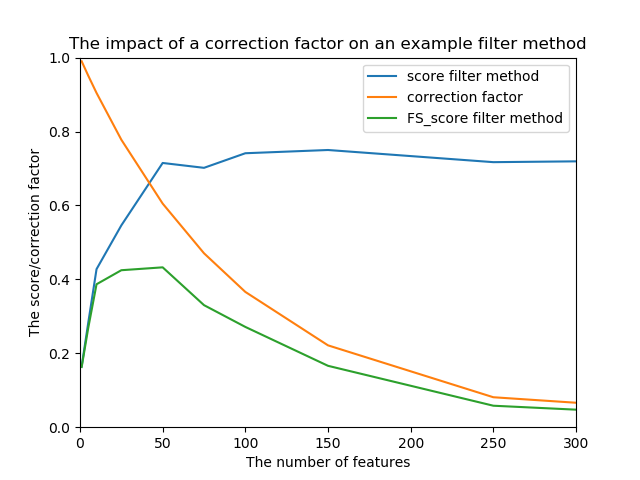 The impact of a correction factor on an example filter method
score filter method
correction factor
FS_score filter method
The score/correction factor
1.0
0.8
0.6
0.4
0.2
0.0
0 50 100 150 200 250 300
The number of features